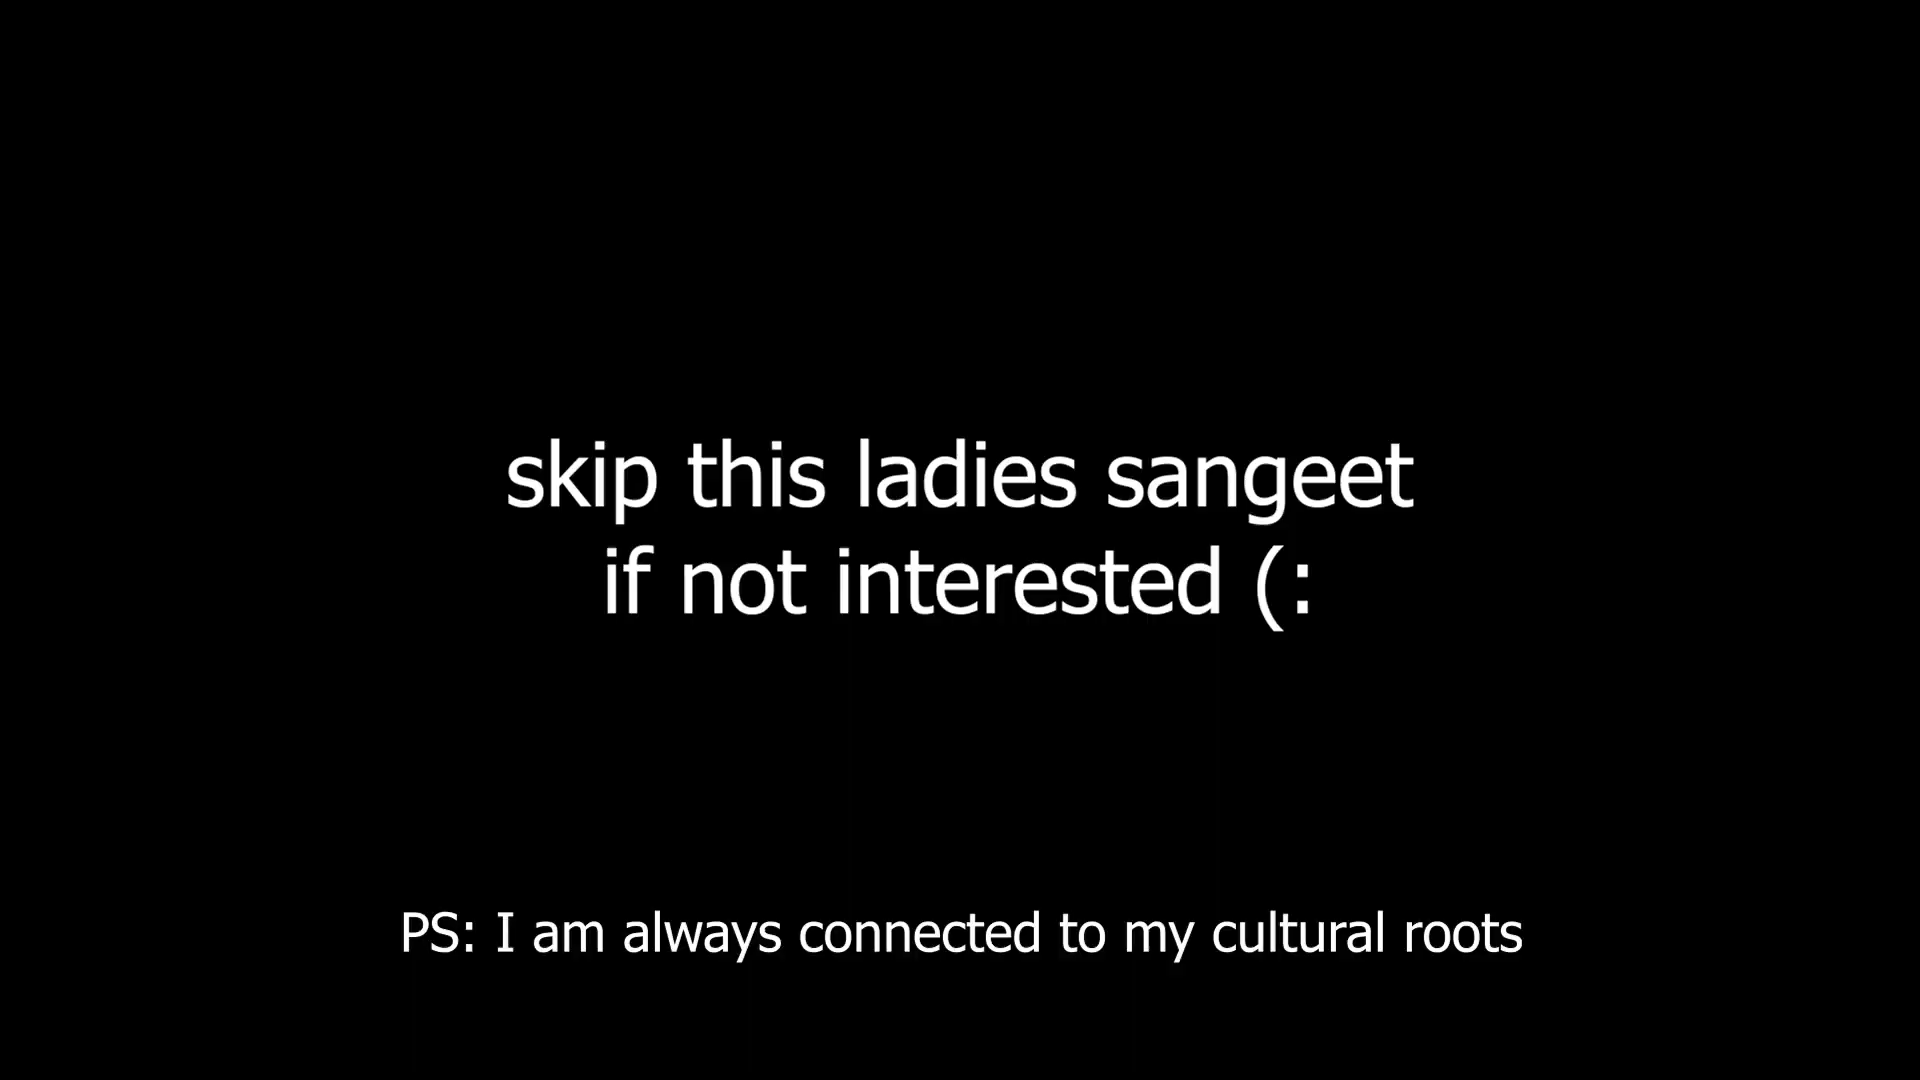 skip this ladies sangeet
if not interested (:
PS: I am always connected to my cultural roots